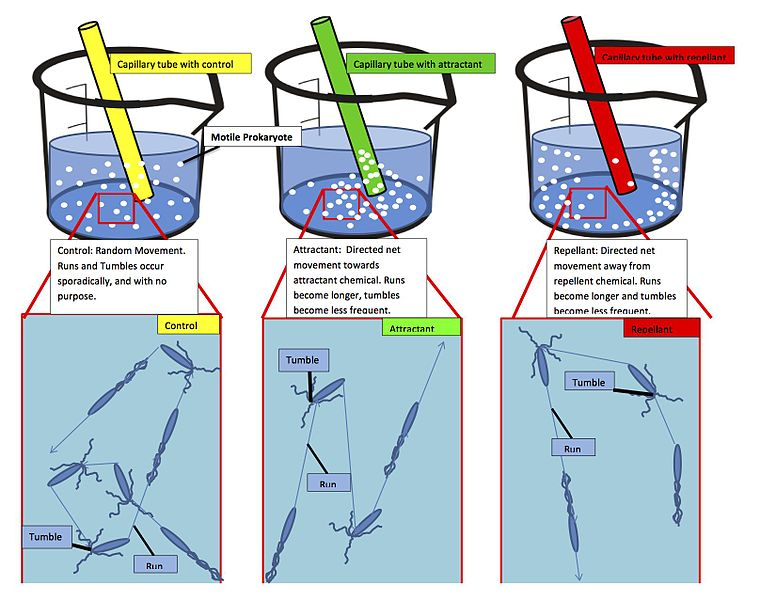 Capillary tube with control
Capillary tube with attractant
Capillary tube with repellant
Motile Prokaryote
Control: Random Movement.
Runs and Tumbles occur
sporadically, and with no
purpose.
Attractant:  Directed net
movement towards
attractant chemical. Runs
become longer, tumbles
become less frequent.
Repellant: Directed net
movement away from
repellent chemical. Runs
become longer and tumbles
become less frequent.
Control
Tumble
Run
Attractant
Tumble
Run
Repellant
Tumble
Run